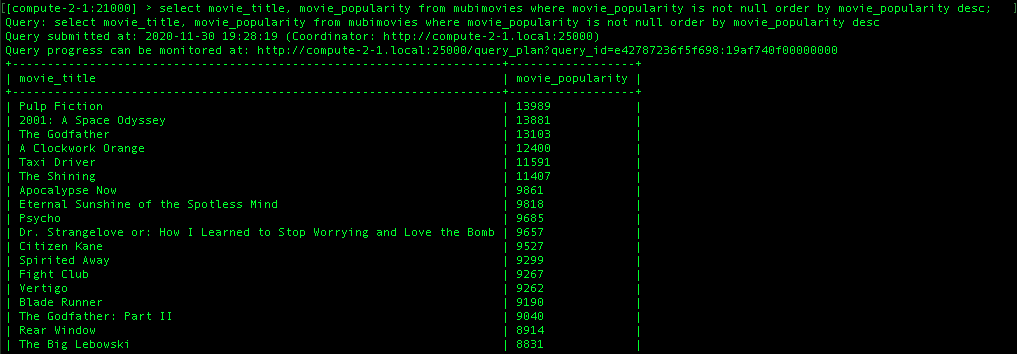 [[compute-2-1:21000] > select movie_title, movie_popularity from mubimovies where movie_popularity is not null order by movie_popularity desc; ]
Query: select movie_title, movie_popularity from mubimovies where movie_popularity is not null order by movie_popularity desc
Query submitted at: 2020-11-30 19:28:19 (Coordinator: http://compute-2-1.local:25000)
Query progress can be monitored at: http://compute-2-1.local:25000/query_plan?query_id=e42787236f5f698:19af740f00000000
+--------------------------------------------------------------------+------------------+
| movie_title | movie_popularity |
+--------------------------------------------------------------------+------------------+
| Pulp Fiction | 13989 |
| 2001: A Space Odyssey | 13881 |
| The Godfather | 13103 |
| A Clockwork Orange | 12400 |
| Taxi Driver | 11591 |
| The Shining | 11407 |
| Apocalypse Now | 9861 |
| Eternal Sunshine of the Spotless Mind | 9818 |
| Psycho | 9685 |
| Dr. Strangelove or: How I Learned to Stop Worrying and Love the Bomb | 9657 |
| Citizen Kane | 9527 |
| Spirited Away | 9299 |
| Fight Club | 9267 |
| Vertigo | 9262 |
| Blade Runner | 9190 |
| The Godfather: Part II | 9040 |
| Rear Window | 8914 |
| The Big Lebowski | 8831 |